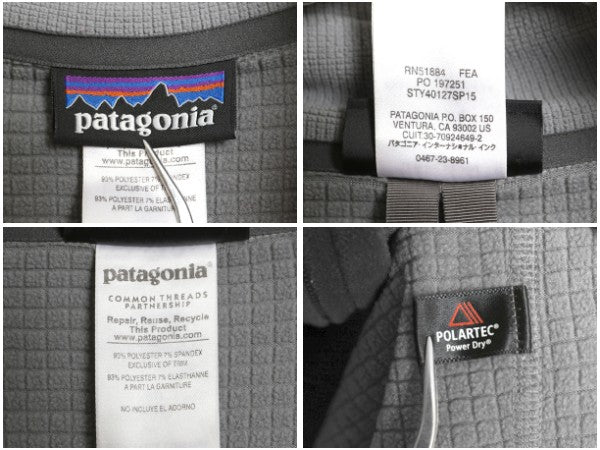 patagonia®
This Product
www.patagonia.com
93% POLYESTER 7% SPANDEX
EXCLUSIVE OF TRIM
93% POLYESTER 7% ELASTHANNE
À PART LA GARNITURE
RN51884 FEA
PO 197251
STY40127SP15
PATAGONIA P.O. BOX 150
VENTURA, CA 93002 US
CUIT.30-70924649-2
パタゴニア・インターナショナル・インク
0467-23-8961
patagonia®
COMMON THREADS
PARTNERSHIP
Repair, Reuse, Recycle
This Product
www.patagonia.com
93% POLYESTER 7% SPANDEX
EXCLUSIVE OF TRIM
93% POLYESTER 7% ELASTHANNE
À PART LA GARNITURE
NO INCLUYE EL ADORNO
POLARTEC®
Power Dry®